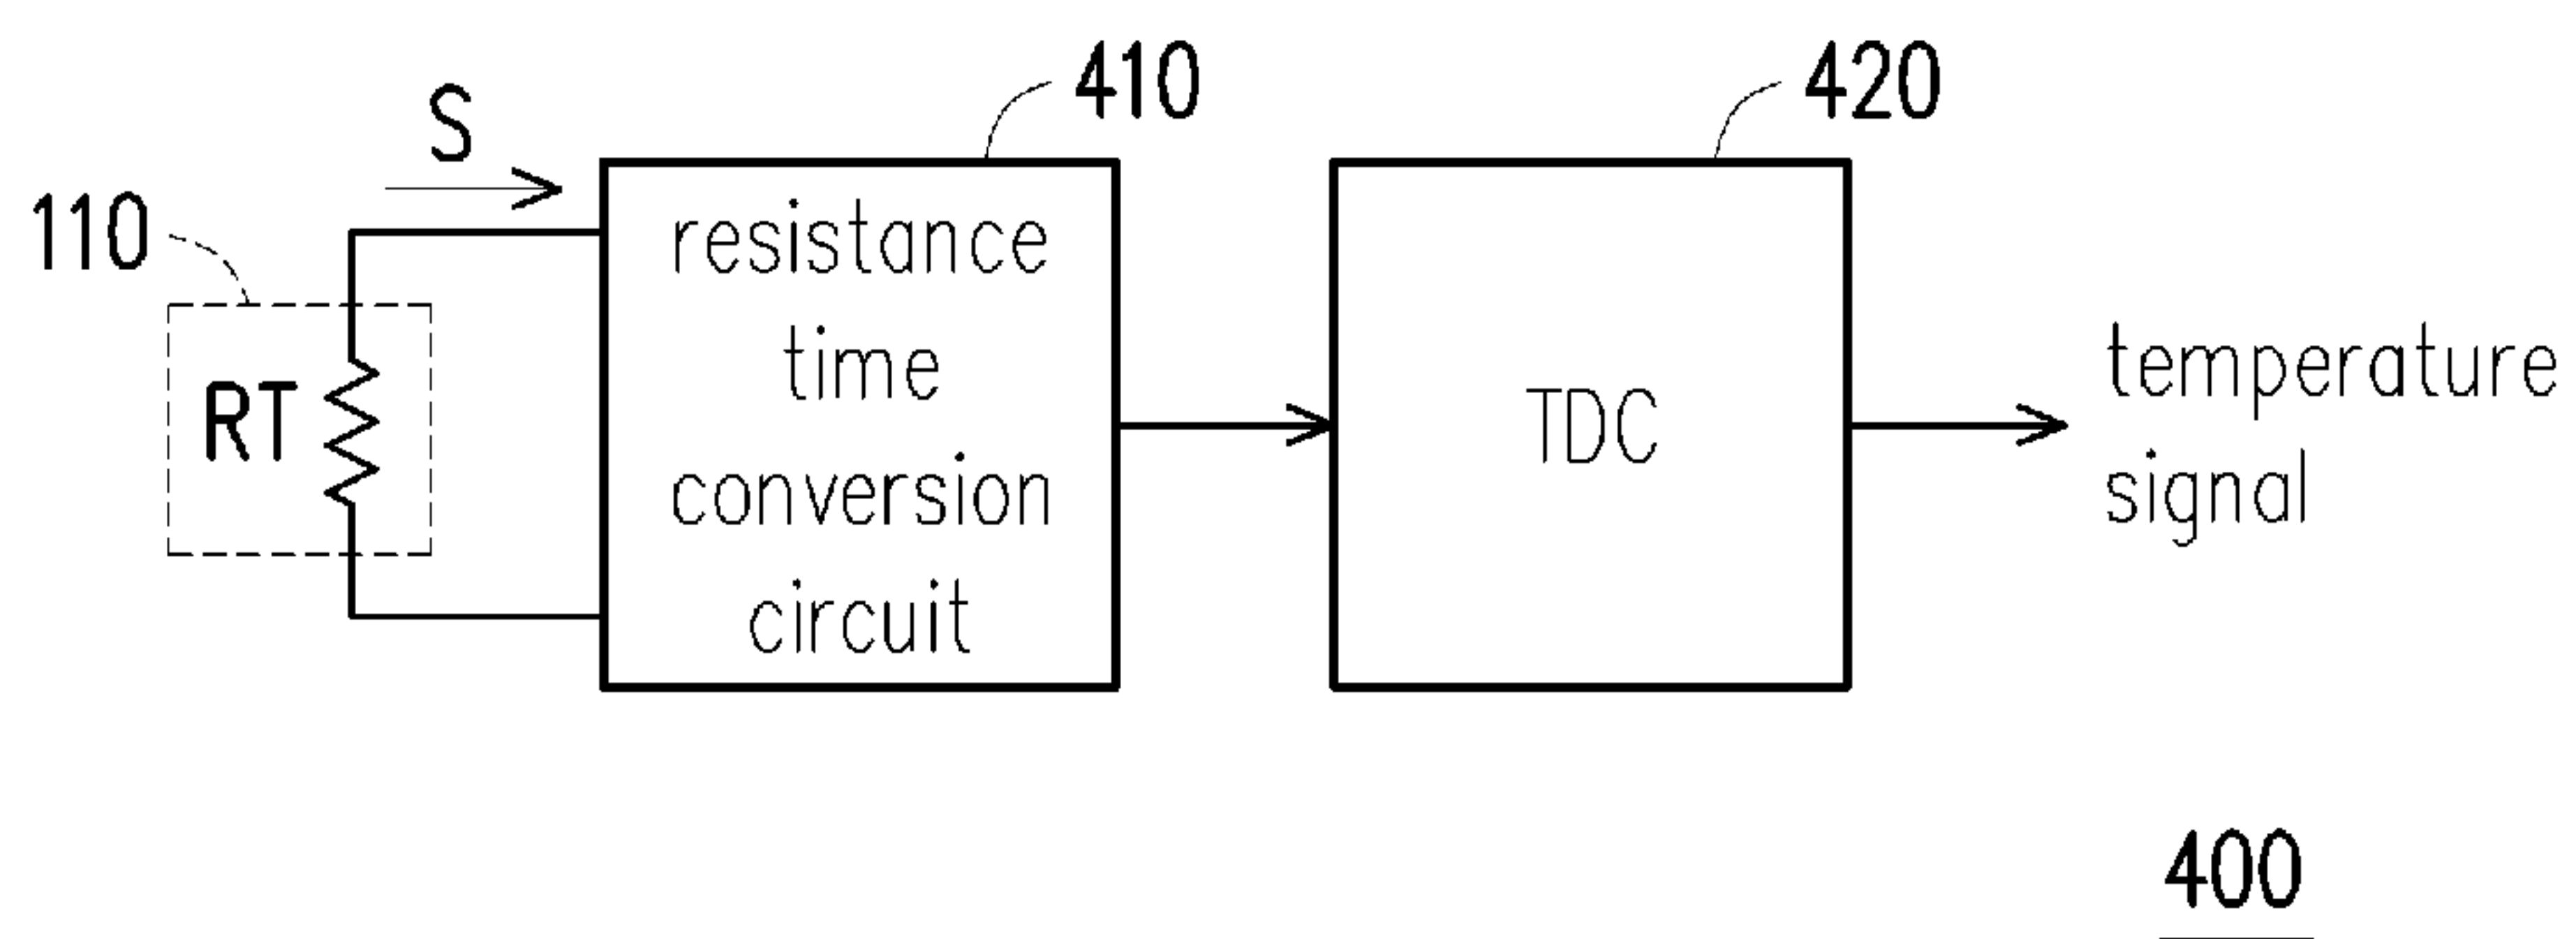 410
420
S
110
resistance
time
conversion
circuit
RT
TDC
temperature
signal
400